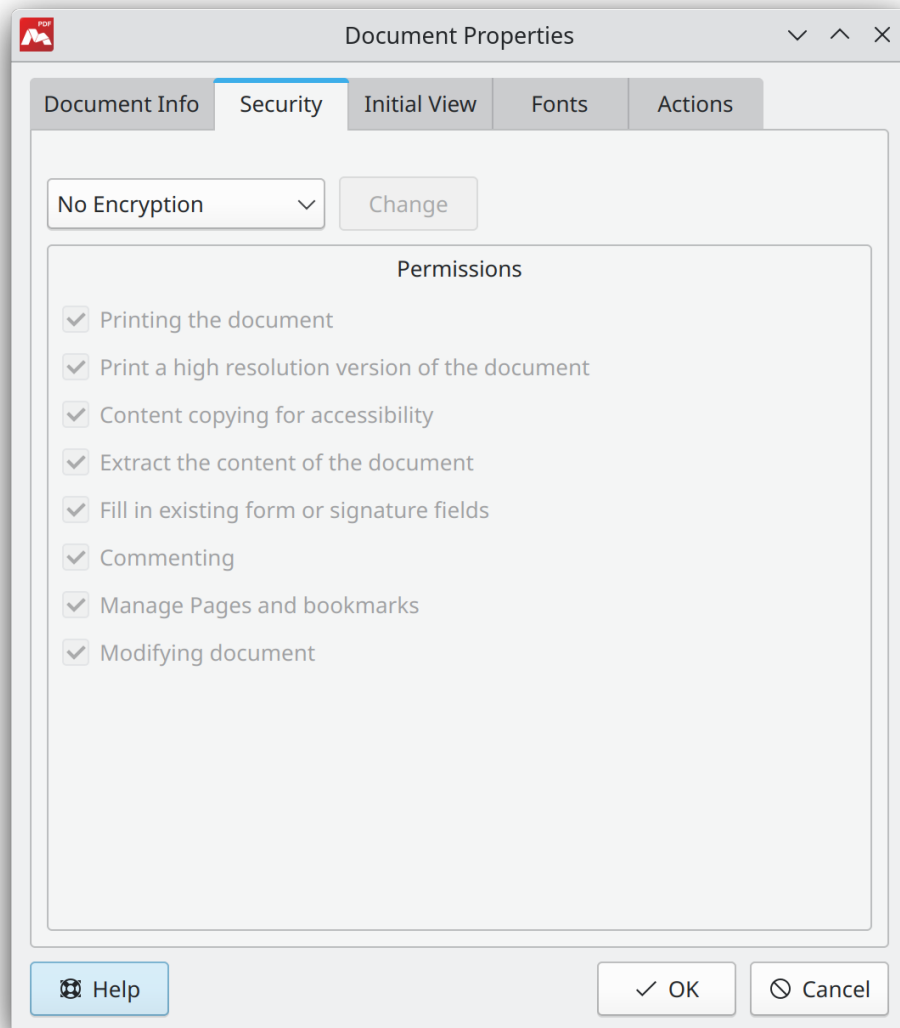 PDF
Document Properties
Document Info Security Initial View Fonts Actions
No Encryption Change
Permissions
Printing the document
Print a high resolution version of the document
Content copying for accessibility
Extract the content of the document
Fill in existing form or signature fields
Commenting
Manage Pages and bookmarks
Modifying document
Help OK Cancel